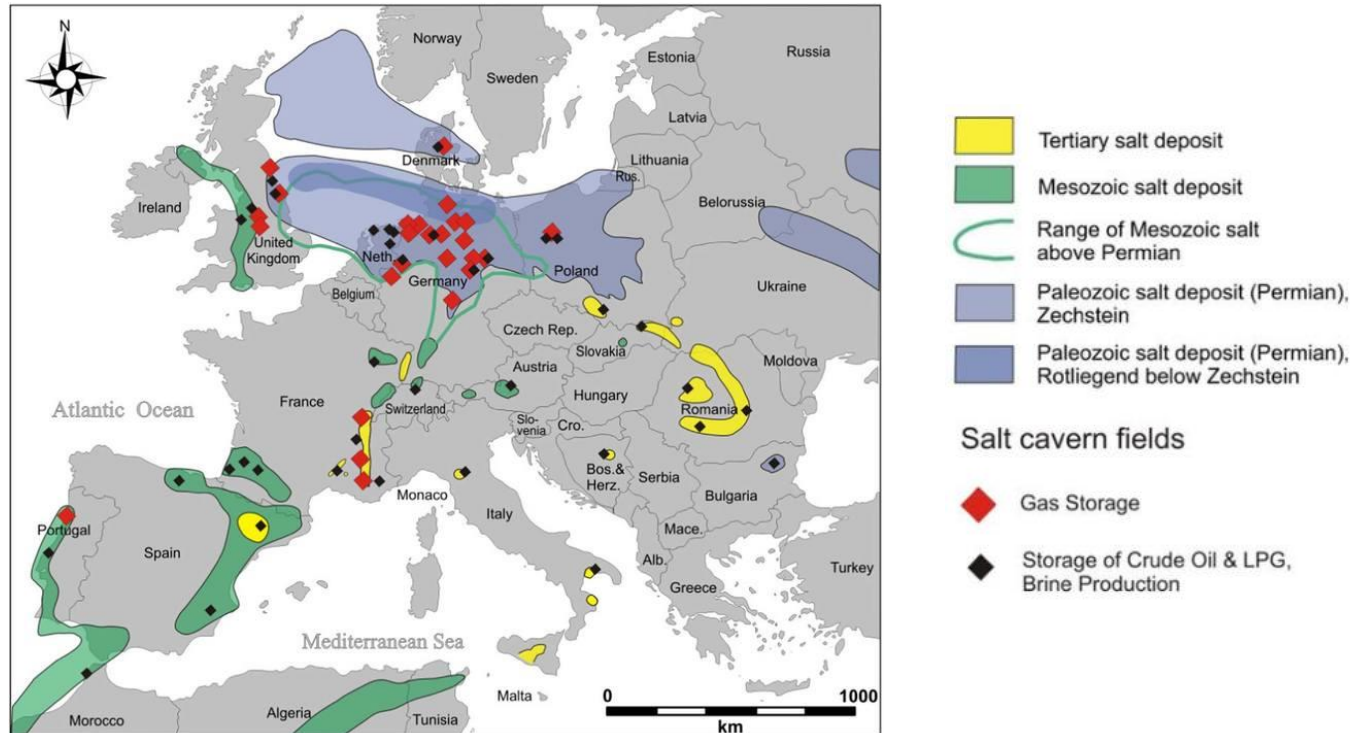 N
Norway
Sweden
Estonia
Russia
Latvia
Denmark
Lithuania
Rus.
Ireland
Belorussia
United
Kingdom
Neth.
Poland
Germany
Belgium
Ukraine
Czech Rep.
Slovakia
Moldova
Austria
France
Hungary
Switzerland
Romania
Atlantic Ocean
Slo-
venia
Cro.
Bos.&
Herz.
Serbia
Monaco
Bulgaria
Italy
Portugal
Spain
Mace.
Alb.
Turkey
Greece
Mediterranean Sea
Malta
0 1000
km
Morocco
Algeria
Tunisia
Tertiary salt deposit
Mesozoic salt deposit
Range of Mesozoic salt
above Permian
Paleozoic salt deposit (Permian),
Zechstein
Paleozoic salt deposit (Permian),
Rotliegend below Zechstein
Salt cavern fields
Gas Storage
Storage of Crude Oil & LPG,
Brine Production